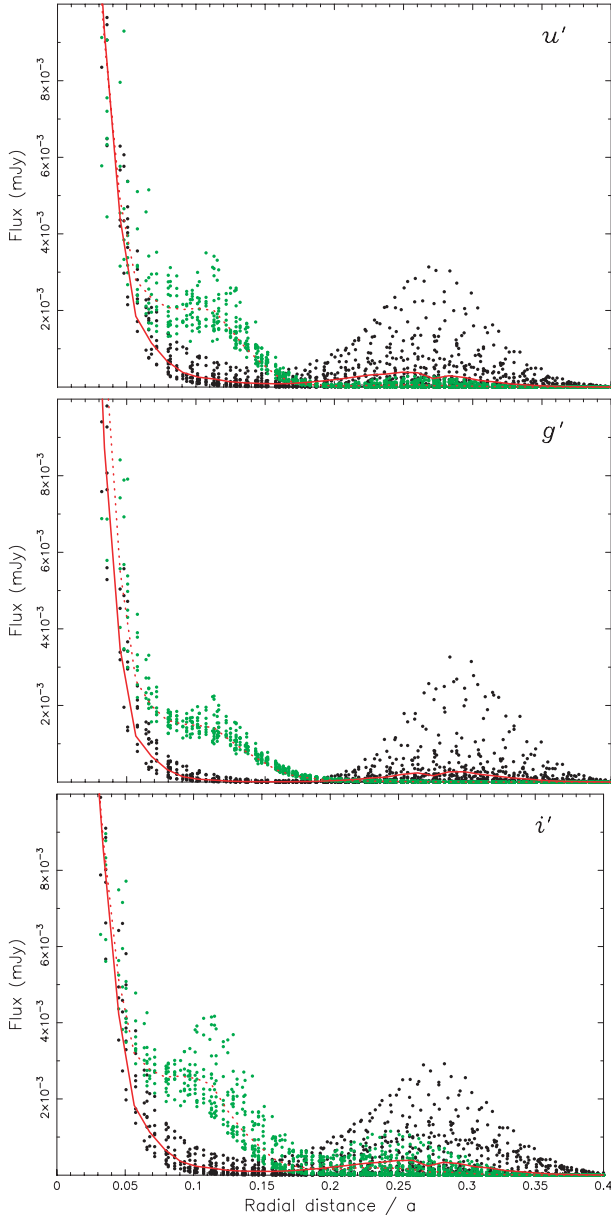 u'
8×10⁻³
6×10⁻³
4×10⁻³
2×10⁻³
Flux (mJy)
g'
8×10⁻³
6×10⁻³
4×10⁻³
2×10⁻³
Flux (mJy)
i'
8×10⁻³
6×10⁻³
4×10⁻³
2×10⁻³
Flux (mJy)
0 0.05 0.1 0.15 0.2 0.25 0.3 0.35 0.4
Radial distance / a